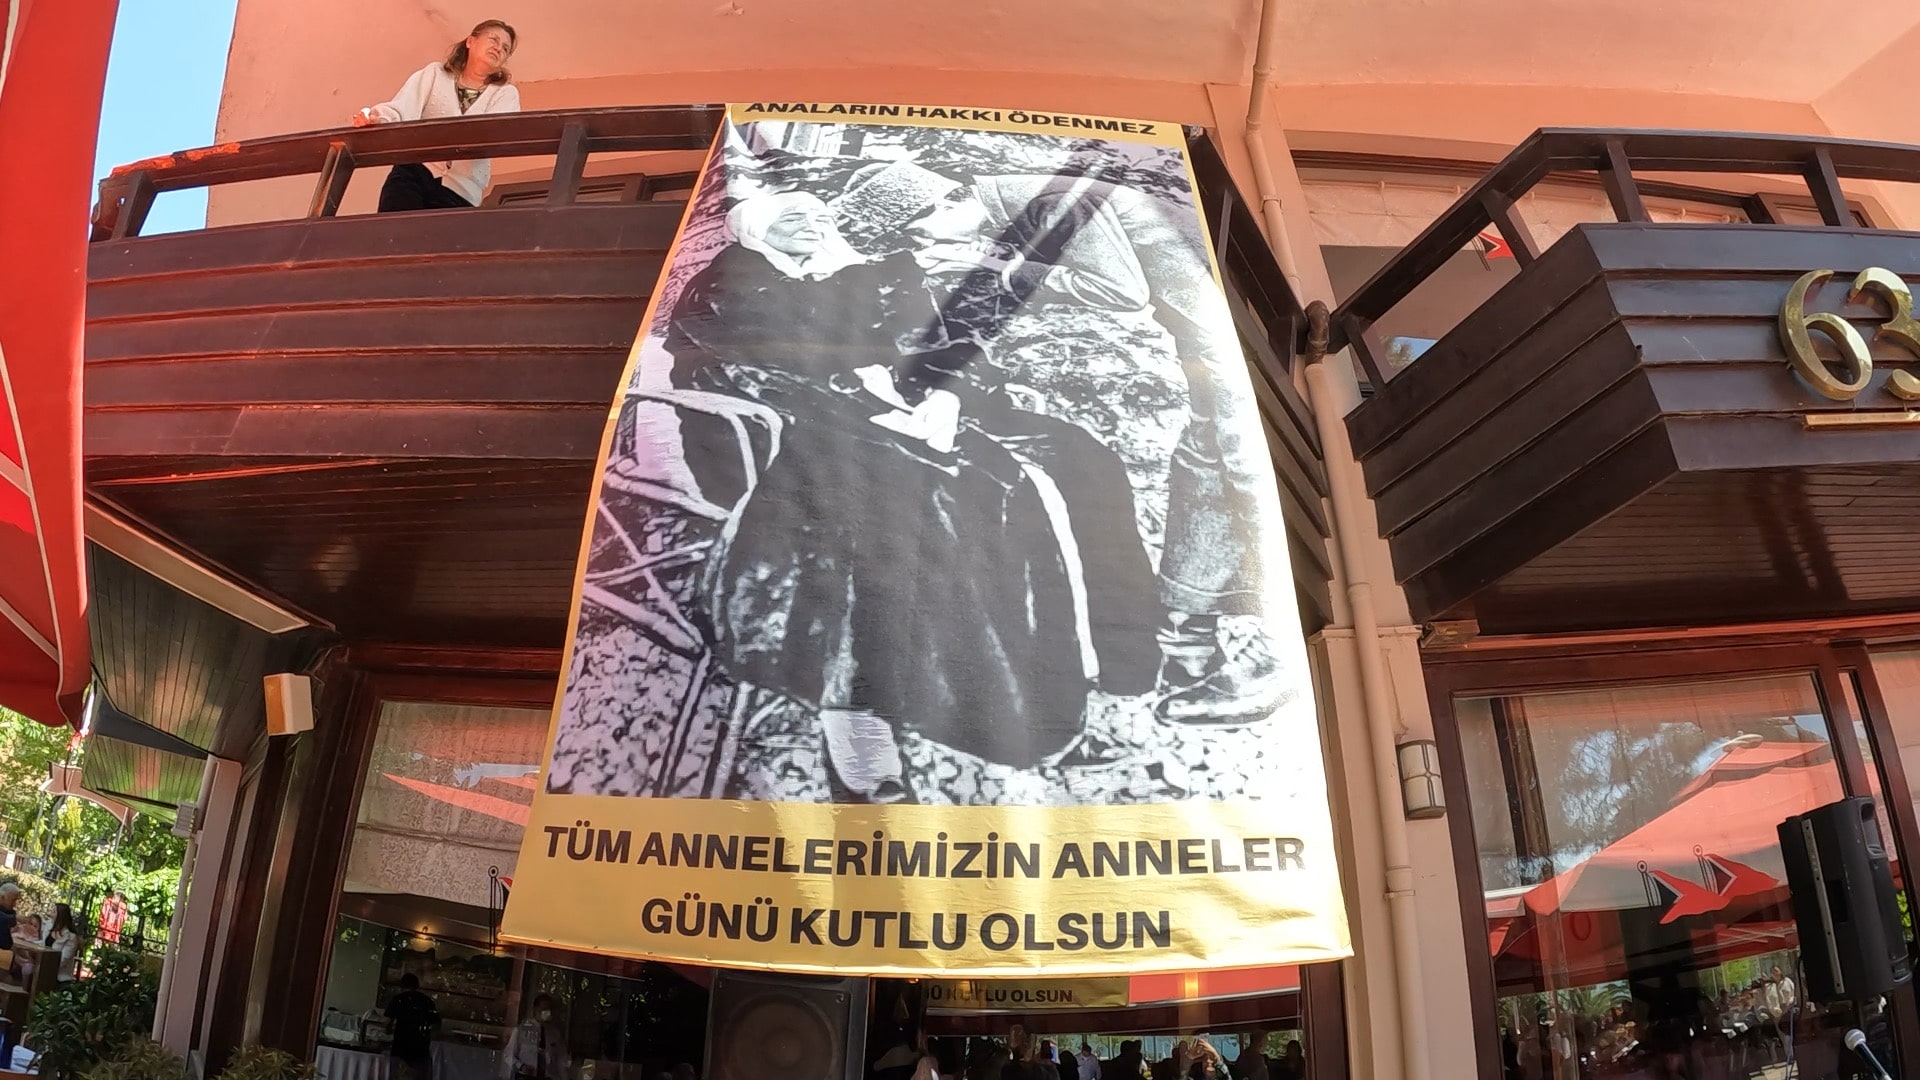 ANALARIN HAKKI ÖDENMEZ
63
TÜM ANNELERİMİZİN ANNELER
GÜNÜ KUTLU OLSUN
KUTLU OLSUN